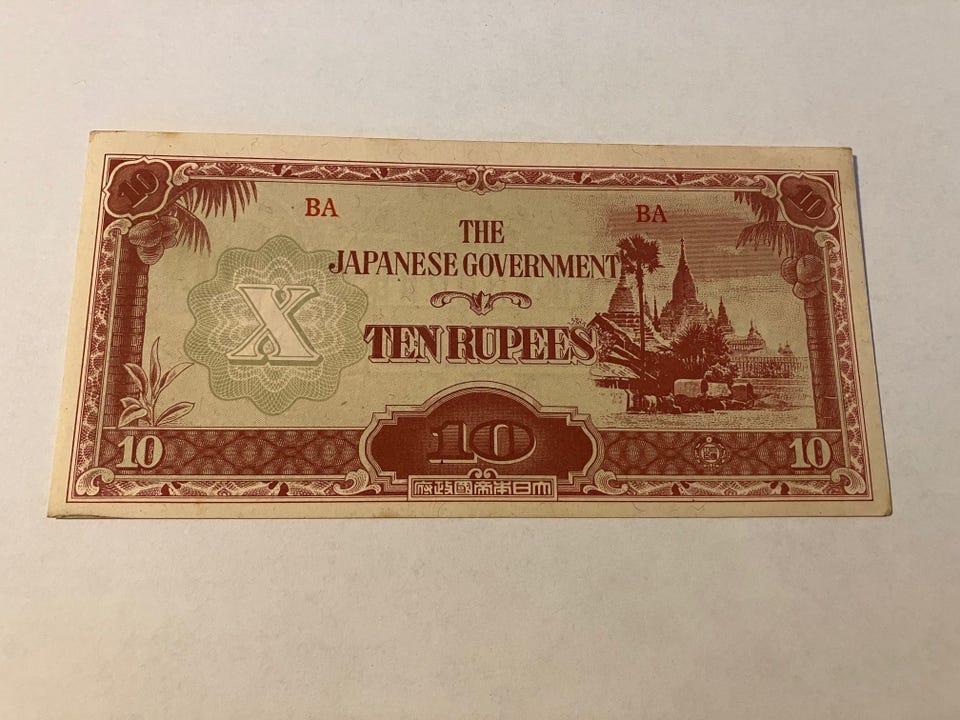 10
10
BA
BA
THE
JAPANESE GOVERNMENT
X
TEN RUPEES
10
10
10
府政國帝本日大